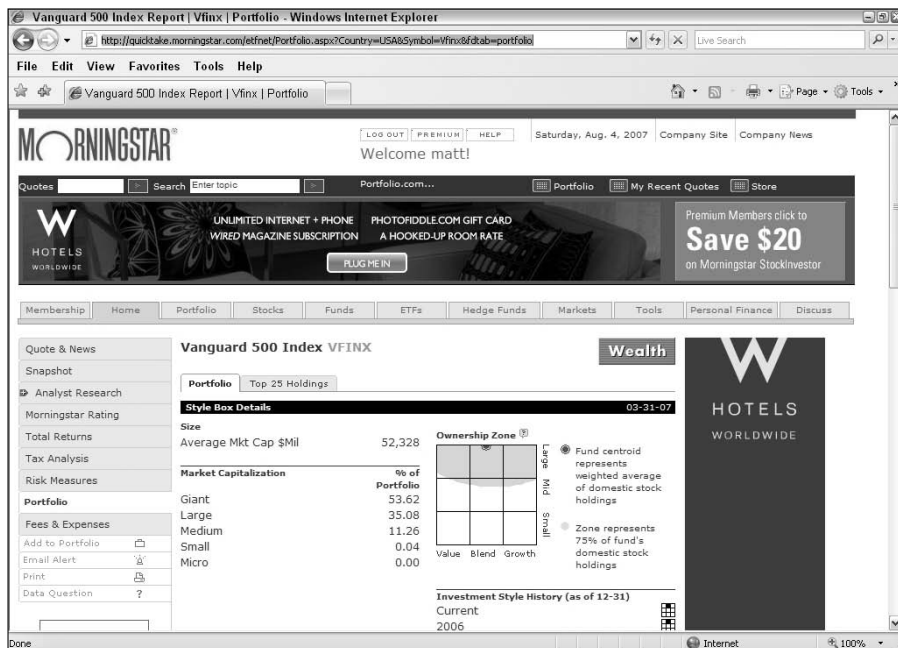 Vanguard 500 Index Report | Vfinx | Portfolio - Windows Internet Explorer
http://quicktake.morningstar.com/etfnet/Portfolio.aspx?Country=USA&Symbol=Vfinx&fdtab=portfolio
Live Search
File Edit View Favorites Tools Help
Vanguard 500 Index Report | Vfinx | Portfolio
Page Tools
MORNINGSTAR®
LOG OUT PREMIUM HELP
Saturday, Aug. 4, 2007 Company Site Company News
Welcome matt!
Quotes Search Enter topic Portfolio.com... Portfolio My Recent Quotes Store
W
HOTELS
WORLDWIDE
UNLIMITED INTERNET + PHONE PHOTOFIDDLE.COM GIFT CARD
WIRED MAGAZINE SUBSCRIPTION A HOOKED-UP ROOM RATE
PLUG ME IN
Premium Members click to
Save $20
on Morningstar StockInvestor
Membership Home Portfolio Stocks Funds ETFs Hedge Funds Markets Tools Personal Finance Discuss
Quote & News
Snapshot
Analyst Research
Morningstar Rating
Total Returns
Tax Analysis
Risk Measures
Portfolio
Fees & Expenses
Add to Portfolio
Email Alert
Print
Data Question ?
Vanguard 500 Index VFINX
Wealth
Portfolio Top 25 Holdings
Style Box Details 03-31-07
Size
Average Mkt Cap $Mil 52,328
Market Capitalization % of
Portfolio
Giant 53.62
Large 35.08
Medium 11.26
Small 0.04
Micro 0.00
Ownership Zone ?
Large
Mid
Small
Value Blend Growth
Fund centroid
represents
weighted average
of domestic stock
holdings
Zone represents
75% of fund's
domestic stock
holdings
Investment Style History (as of 12-31)
Current
2006
W
HOTELS
WORLDWIDE
Done Internet 100%